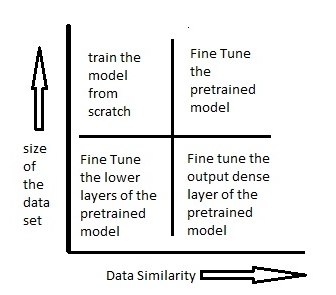 train the
model
from
scratch
Fine Tune
the
pretrained
model
size
of
the
data
set
Fine Tune
the lower
layers of the
pretrained
model
Fine tune the
output dense
layer of the
pretrained
model
Data Similarity